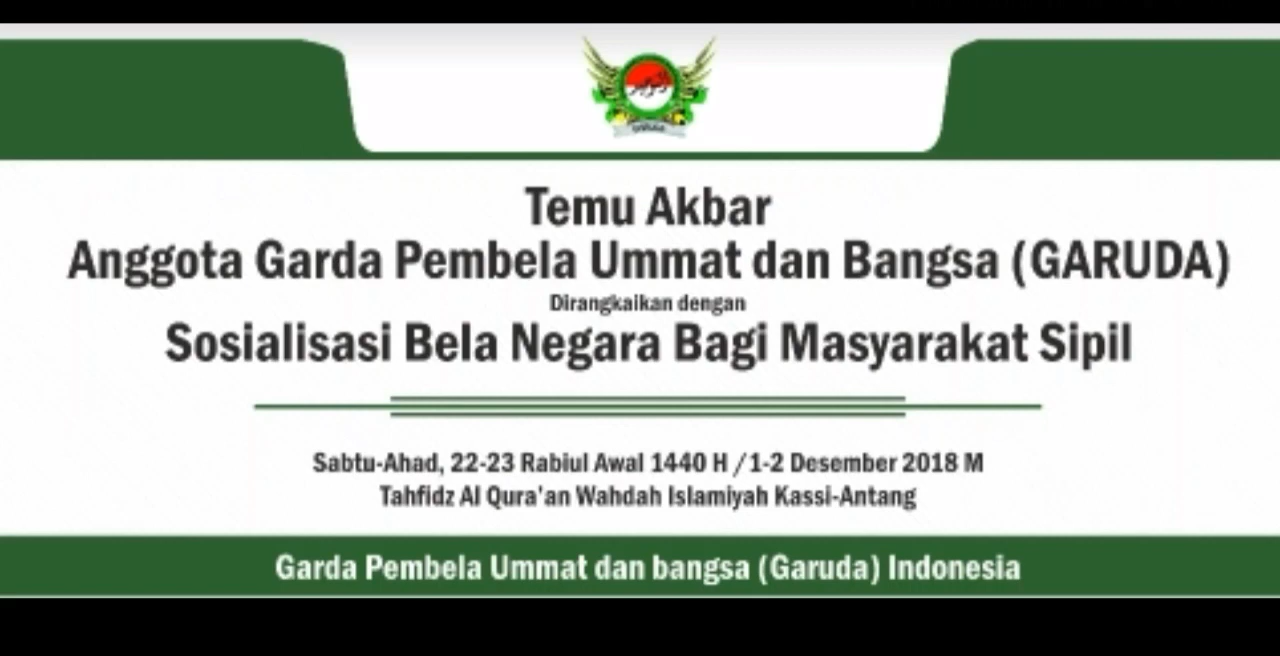 Temu Akbar
Anggota Garda Pembela Ummat dan Bangsa (GARUDA)
Dirangkaikan dengan
Sosialisasi Bela Negara Bagi Masyarakat Sipil
Sabtu-Ahad, 22-23 Rabiul Awal 1440 H / 1-2 Desember 2018 M
Tahfidz Al Qura'an Wahdah Islamiyah Kassi-Antang
Garda Pembela Ummat dan bangsa (Garuda) Indonesia